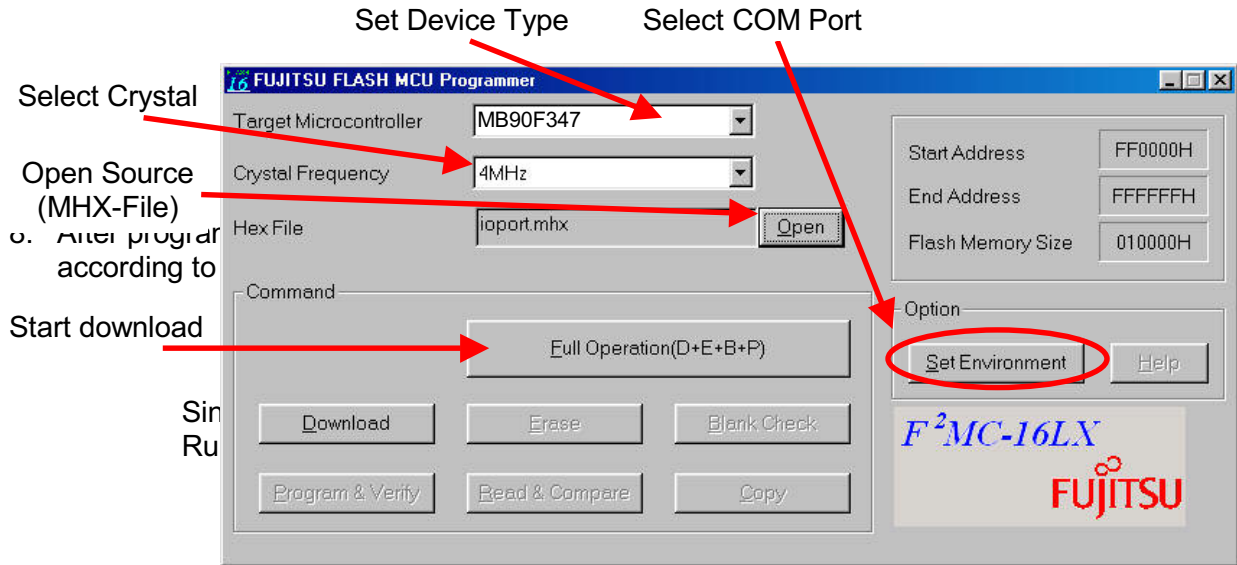 Set Device Type
Select COM Port
FUJITSU FLASH MCU Programmer
Select Crystal
Target Microcontroller
MB90F347
Crystal Frequency
4MHz
Open Source
(MHX-File)
Hex File
ioport.mhx
Open
Start Address
FF0000H
End Address
FFFFFFH
Flash Memory Size
010000H
according to
Command
Start download
Full Operation(D+E+B+P)
Download
Erase
Blank Check
Program & Verify
Read & Compare
Copy
Option
Set Environment
Help
F²MC-16LX
FUJITSU